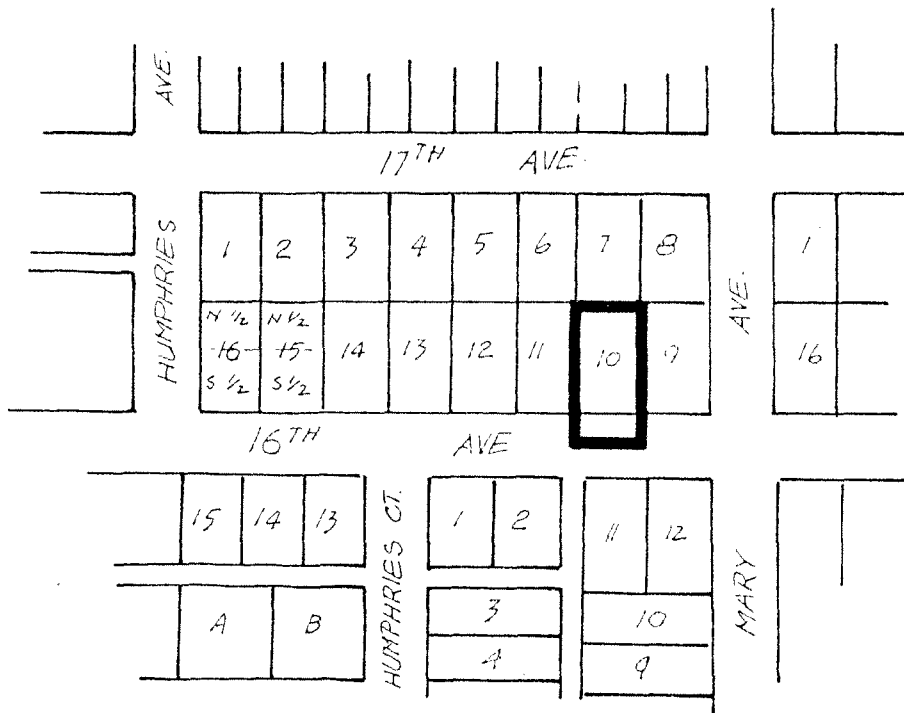 AVE.
17TH AVE.
HUMPHRIES
1 2 3 4 5 6 7 8
AVE.
1
N 1/2 N 1/2
-16- -15- 14 13 12 11 10 9
16
S 1/2 S 1/2
16TH AVE
15 14 13
HUMPHRIES CT.
1 2
11 12
MARY
A B
3
4
10
9